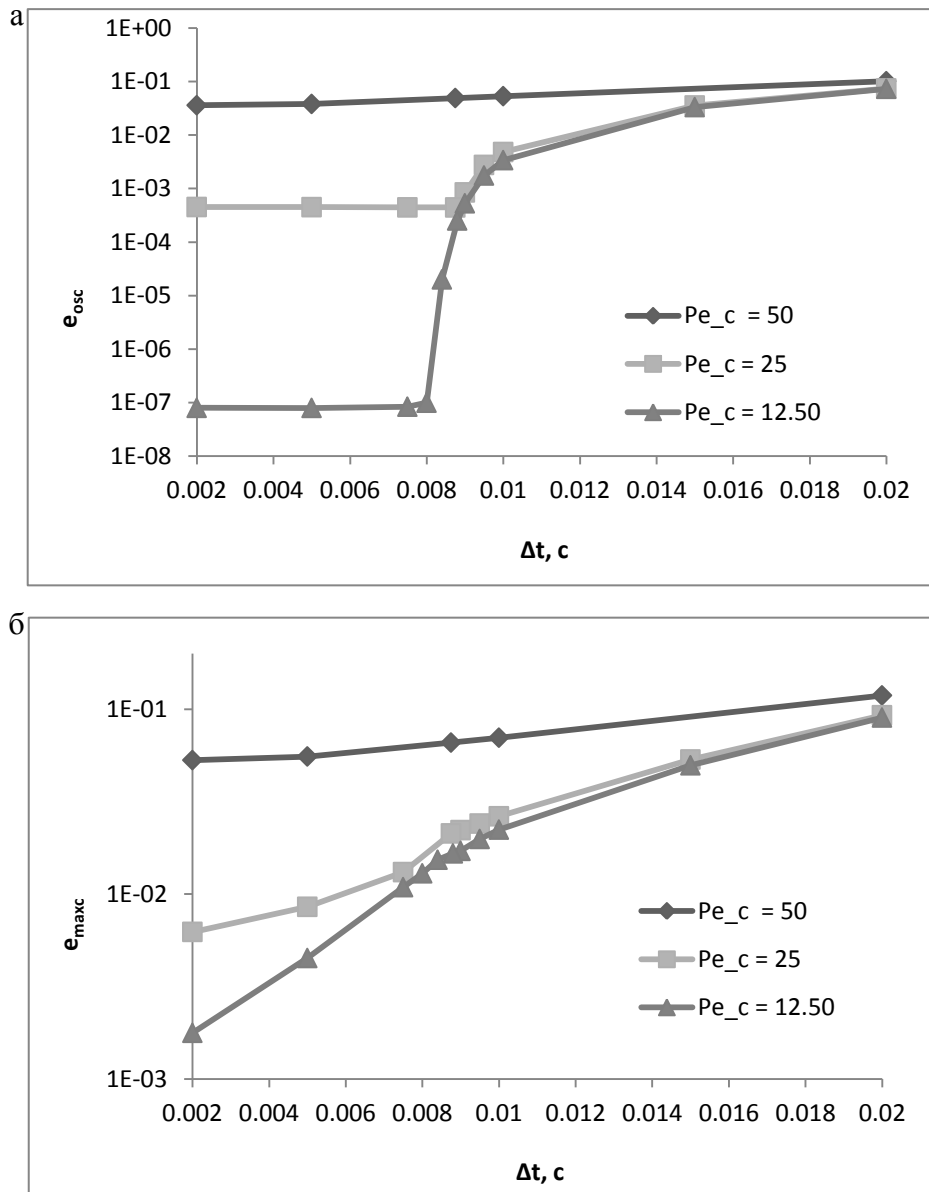 а
1E+00
1E-01
1E-02
1E-03
1E-04
1E-05
1E-06
1E-07
1E-08
e_osc
Pe_c = 50
Pe_c = 25
Pe_c = 12.50
0.002 0.004 0.006 0.008 0.01 0.012 0.014 0.016 0.018 0.02
Δt, c
б
1E-01
1E-02
1E-03
e_maxc
Pe_c = 50
Pe_c = 25
Pe_c = 12.50
0.002 0.004 0.006 0.008 0.01 0.012 0.014 0.016 0.018 0.02
Δt, c